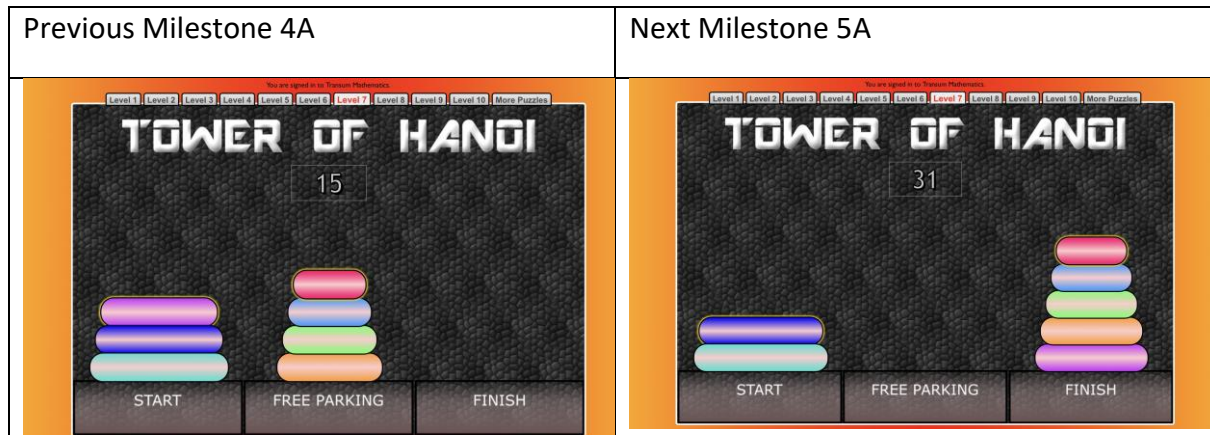 Previous Milestone 4A
Next Milestone 5A
You are signed in to Transum Mathematics.
Level 1 Level 2 Level 3 Level 4 Level 5 Level 6 Level 7 Level 8 Level 9 Level 10 More Puzzles
TOWER OF HANOI
15
START FREE PARKING FINISH
You are signed in to Transum Mathematics.
Level 1 Level 2 Level 3 Level 4 Level 5 Level 6 Level 7 Level 8 Level 9 Level 10 More Puzzles
TOWER OF HANOI
31
START FREE PARKING FINISH